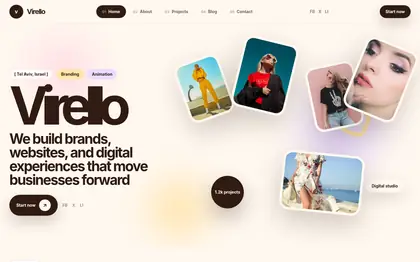 V Virello
Home About Projects Blog Contact
FB X LI
Start now
[ Tel Aviv, Israel ] Branding Animation
Virello
We build brands,
websites, and digital
experiences that move
businesses forward
Start now
FB X LI
1.2k projects
Digital studio